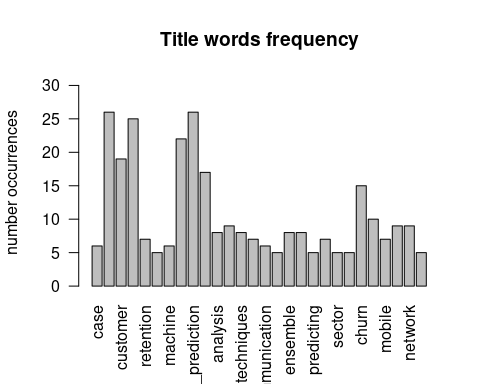 Title words frequency
number occurrences
30
25
20
15
10
5
0
case
customer
retention
machine
prediction
analysis
techniques
munication
ensemble
predicting
sector
churn
mobile
network